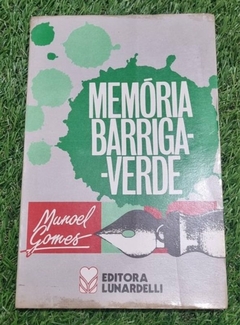 MEMÓRIA
BARRIGA-
-VERDE
Manoel
Gomes
EDITORA
LUNARDELLI